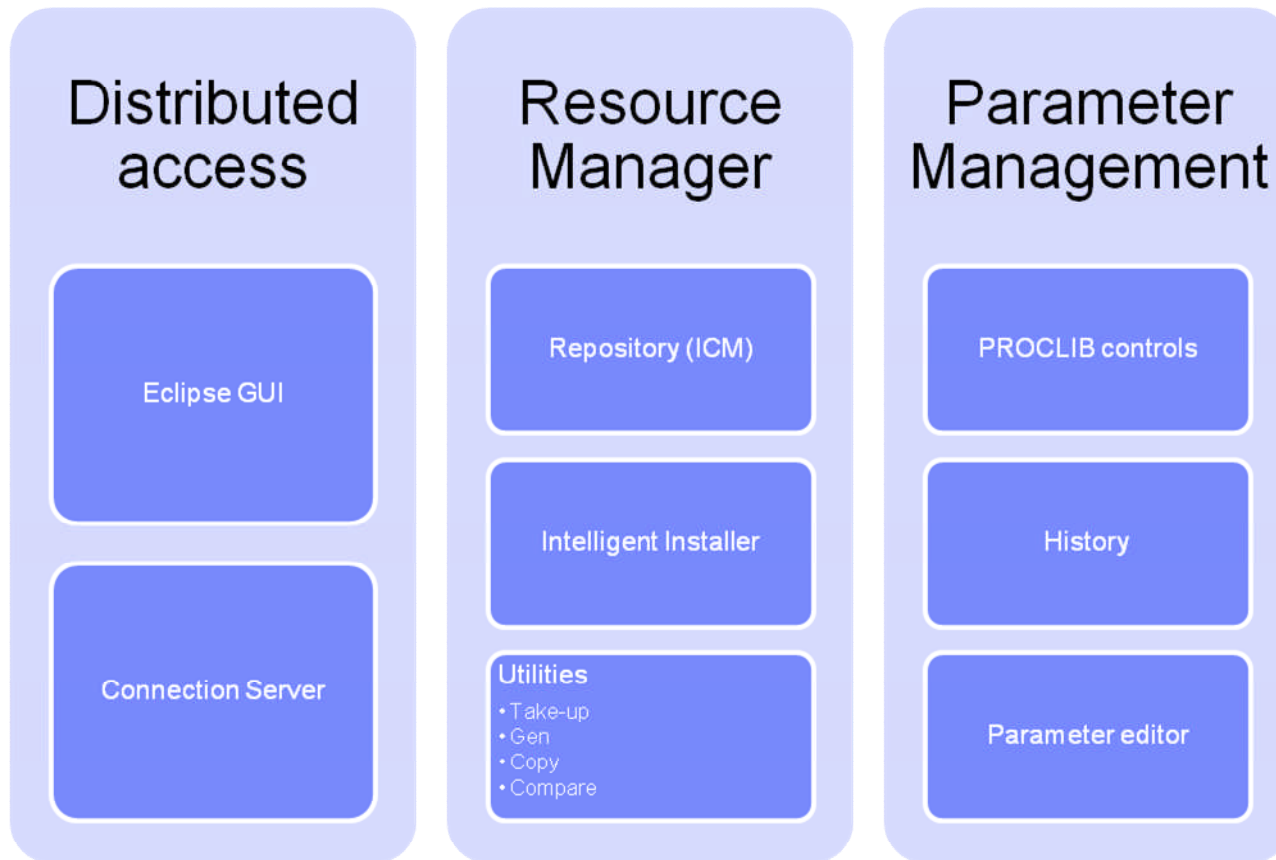 Distributed
access
Eclipse GUI
Connection Server
Resource
Manager
Repository (ICM)
Intelligent Installer
Utilities
• Take-up
• Gen
• Copy
• Compare
Parameter
Management
PROCLIB controls
History
Parameter editor